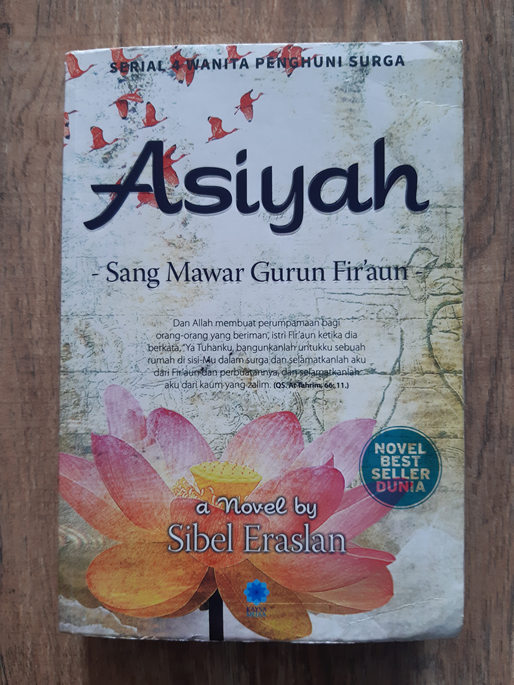 SERIAL 4 WANITA PENGHUNI SURGA
Asiyah
- Sang Mawar Gurun Fir'aun -
Dan Allah membuat perumpamaan bagi
orang-orang yang beriman, istri Fir'aun ketika dia
berkata, "Ya Tuhanku, bangunkanlah untukku sebuah
rumah di sisi-Mu dalam surga dan selamatkanlah aku
dari Fir'aun dan perbuatannya, dan selamatkanlah
aku dari kaum yang zalim. (QS. At-Tahrim, 66: 11.)
NOVEL
BEST
SELLER
DUNIA
a Novel by
Sibel Eraslan
KAYSA
MEDIA